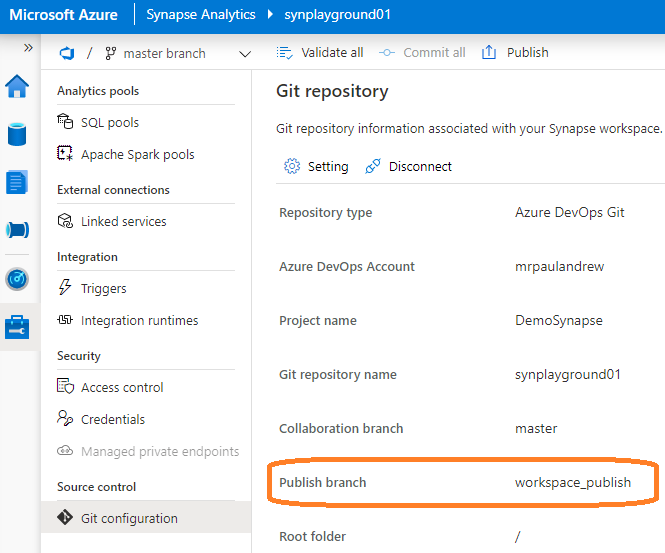 Microsoft Azure Synapse Analytics synplayground01
» / master branch Validate all Commit all Publish
Analytics pools
SQL pools
Apache Spark pools
External connections
Linked services
Integration
Triggers
Integration runtimes
Security
Access control
Credentials
Managed private endpoints
Source control
Git configuration
Git repository
Git repository information associated with your Synapse workspace.
Setting Disconnect
Repository type Azure DevOps Git
Azure DevOps Account mrpaulandrew
Project name DemoSynapse
Git repository name synplayground01
Collaboration branch master
Publish branch workspace_publish
Root folder /